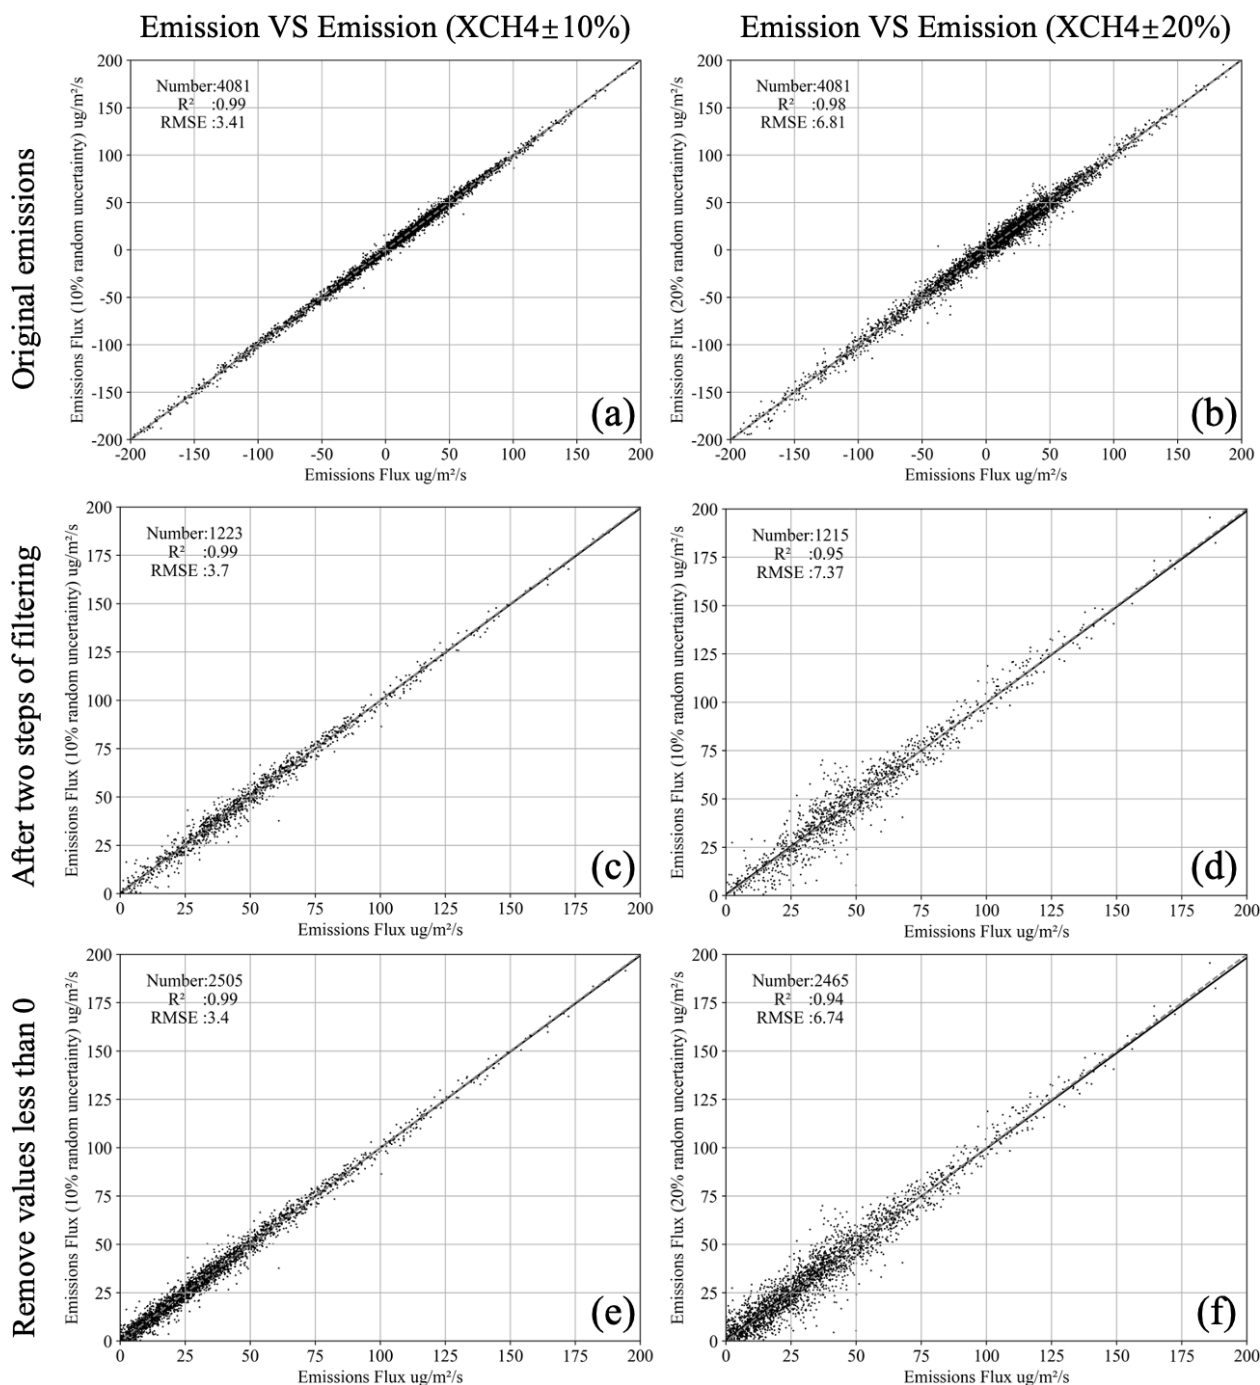 Emission VS Emission (XCH4±10%)
Emission VS Emission (XCH4±20%)
Original emissions
Emissions Flux (10% random uncertainty) ug/m²/s
200
150
100
50
0
-50
-100
-150
-200
Number:4081
R² :0.99
RMSE :3.41
(a)
-200 -150 -100 -50 0 50 100 150 200
Emissions Flux ug/m²/s
Emissions Flux (20% random uncertainty) ug/m²/s
200
150
100
50
0
-50
-100
-150
-200
Number:4081
R² :0.98
RMSE :6.81
(b)
-200 -150 -100 -50 0 50 100 150 200
Emissions Flux ug/m²/s
After two steps of filtering
Emissions Flux (10% random uncertainty) ug/m²/s
200
175
150
125
100
75
50
25
0
Number:1223
R² :0.99
RMSE :3.7
(c)
0 25 50 75 100 125 150 175 200
Emissions Flux ug/m²/s
Emissions Flux (10% random uncertainty) ug/m²/s
200
175
150
125
100
75
50
25
0
Number:1215
R² :0.95
RMSE :7.37
(d)
0 25 50 75 100 125 150 175 200
Emissions Flux ug/m²/s
Remove values less than 0
Emissions Flux (10% random uncertainty) ug/m²/s
200
175
150
125
100
75
50
25
0
Number:2505
R² :0.99
RMSE :3.4
(e)
0 25 50 75 100 125 150 175 200
Emissions Flux ug/m²/s
Emissions Flux (20% random uncertainty) ug/m²/s
200
175
150
125
100
75
50
25
0
Number:2465
R² :0.94
RMSE :6.74
(f)
0 25 50 75 100 125 150 175 200
Emissions Flux ug/m²/s